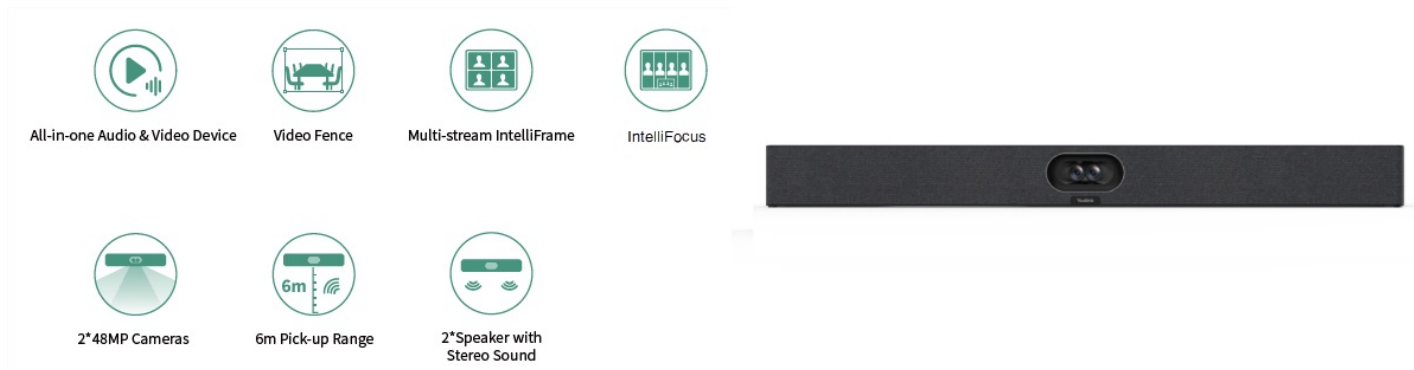 All-in-one Audio & Video Device
Video Fence
Multi-stream IntelliFrame
IntelliFocus
6m
2*48MP Cameras
6m Pick-up Range
2*Speaker with
Stereo Sound
Yealink